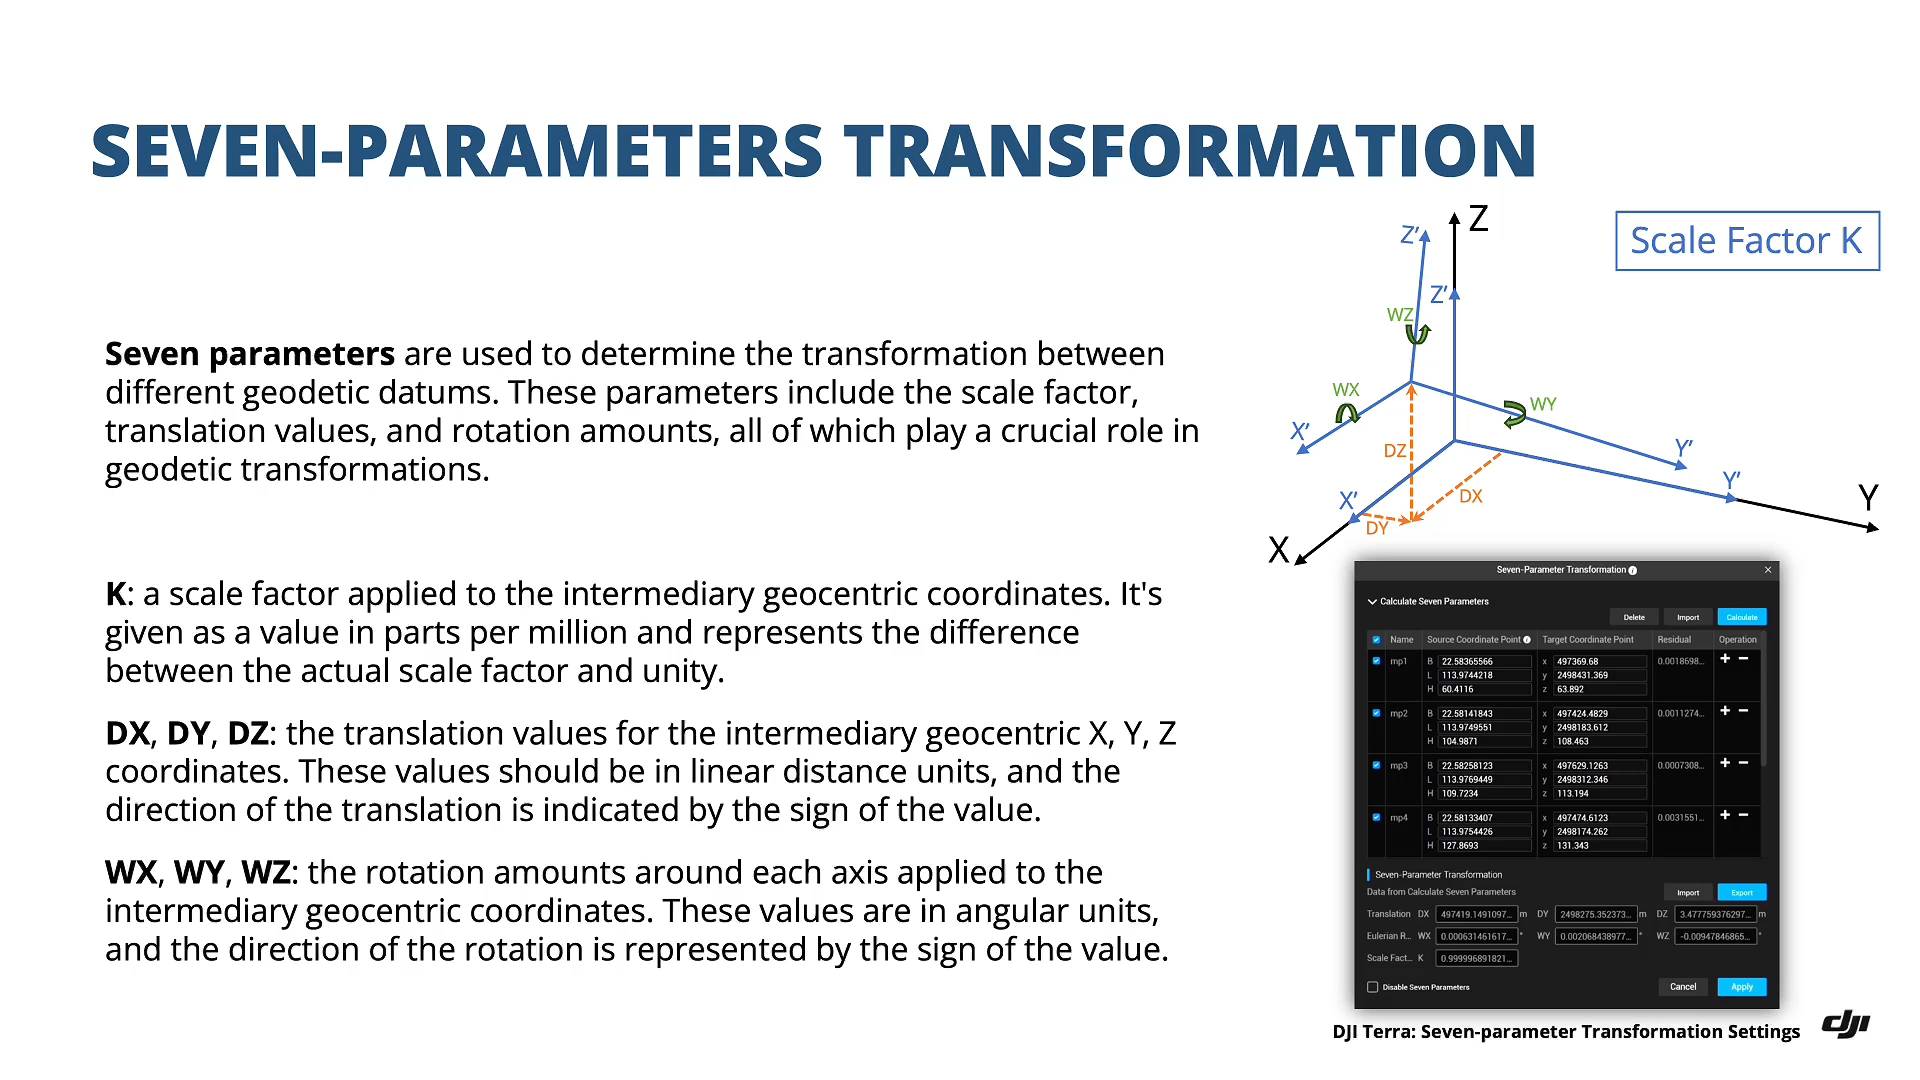 SEVEN-PARAMETERS TRANSFORMATION
Seven parameters are used to determine the transformation between
different geodetic datums. These parameters include the scale factor,
translation values, and rotation amounts, all of which play a crucial role in
geodetic transformations.
K: a scale factor applied to the intermediary geocentric coordinates. It's
given as a value in parts per million and represents the difference
between the actual scale factor and unity.
DX, DY, DZ: the translation values for the intermediary geocentric X, Y, Z
coordinates. These values should be in linear distance units, and the
direction of the translation is indicated by the sign of the value.
WX, WY, WZ: the rotation amounts around each axis applied to the
intermediary geocentric coordinates. These values are in angular units,
and the direction of the rotation is represented by the sign of the value.
Scale Factor K
Z
Z'
Z'
WZ
WX
WY
X'
DZ
Y'
Y'
X'
DX
Y
DY
X
Seven-Parameter Transformation
Calculate Seven Parameters
Delete Import Calculate
Name Source Coordinate Point Target Coordinate Point Residual Operation
mp1 B 22.58365566 x 497369.68 0.0018698... + −
L 113.9744218 y 2498431.369
H 60.4116 z 63.892
mp2 B 22.58141843 x 497424.4829 0.0011274... + −
L 113.9749551 y 2498183.612
H 104.9871 z 108.463
mp3 B 22.58258123 x 497629.1263 0.0007308... + −
L 113.9769449 y 2498312.346
H 109.7234 z 113.194
mp4 B 22.58133407 x 497474.6123 0.0031551... + −
L 113.9754426 y 2498174.262
H 127.8693 z 131.343
Seven-Parameter Transformation
Data from Calculate Seven Parameters Import Export
Translation DX 497419.1491097... m DY 2498275.352373... m DZ 3.477759376297... m
Eulerian R... WX 0.000631461617... ° WY 0.002068438977... ° WZ -0.00947846865... °
Scale Fact... K 0.999996891821...
Disable Seven Parameters Cancel Apply
DJI Terra: Seven-parameter Transformation Settings
dji